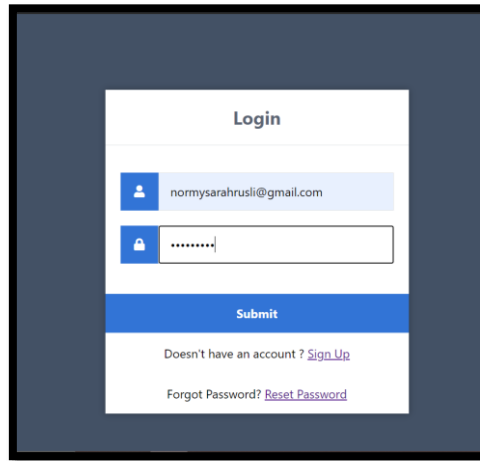 Login
normysarahrusli@gmail.com
•••••••••
Submit
Doesn't have an account ? Sign Up
Forgot Password? Reset Password